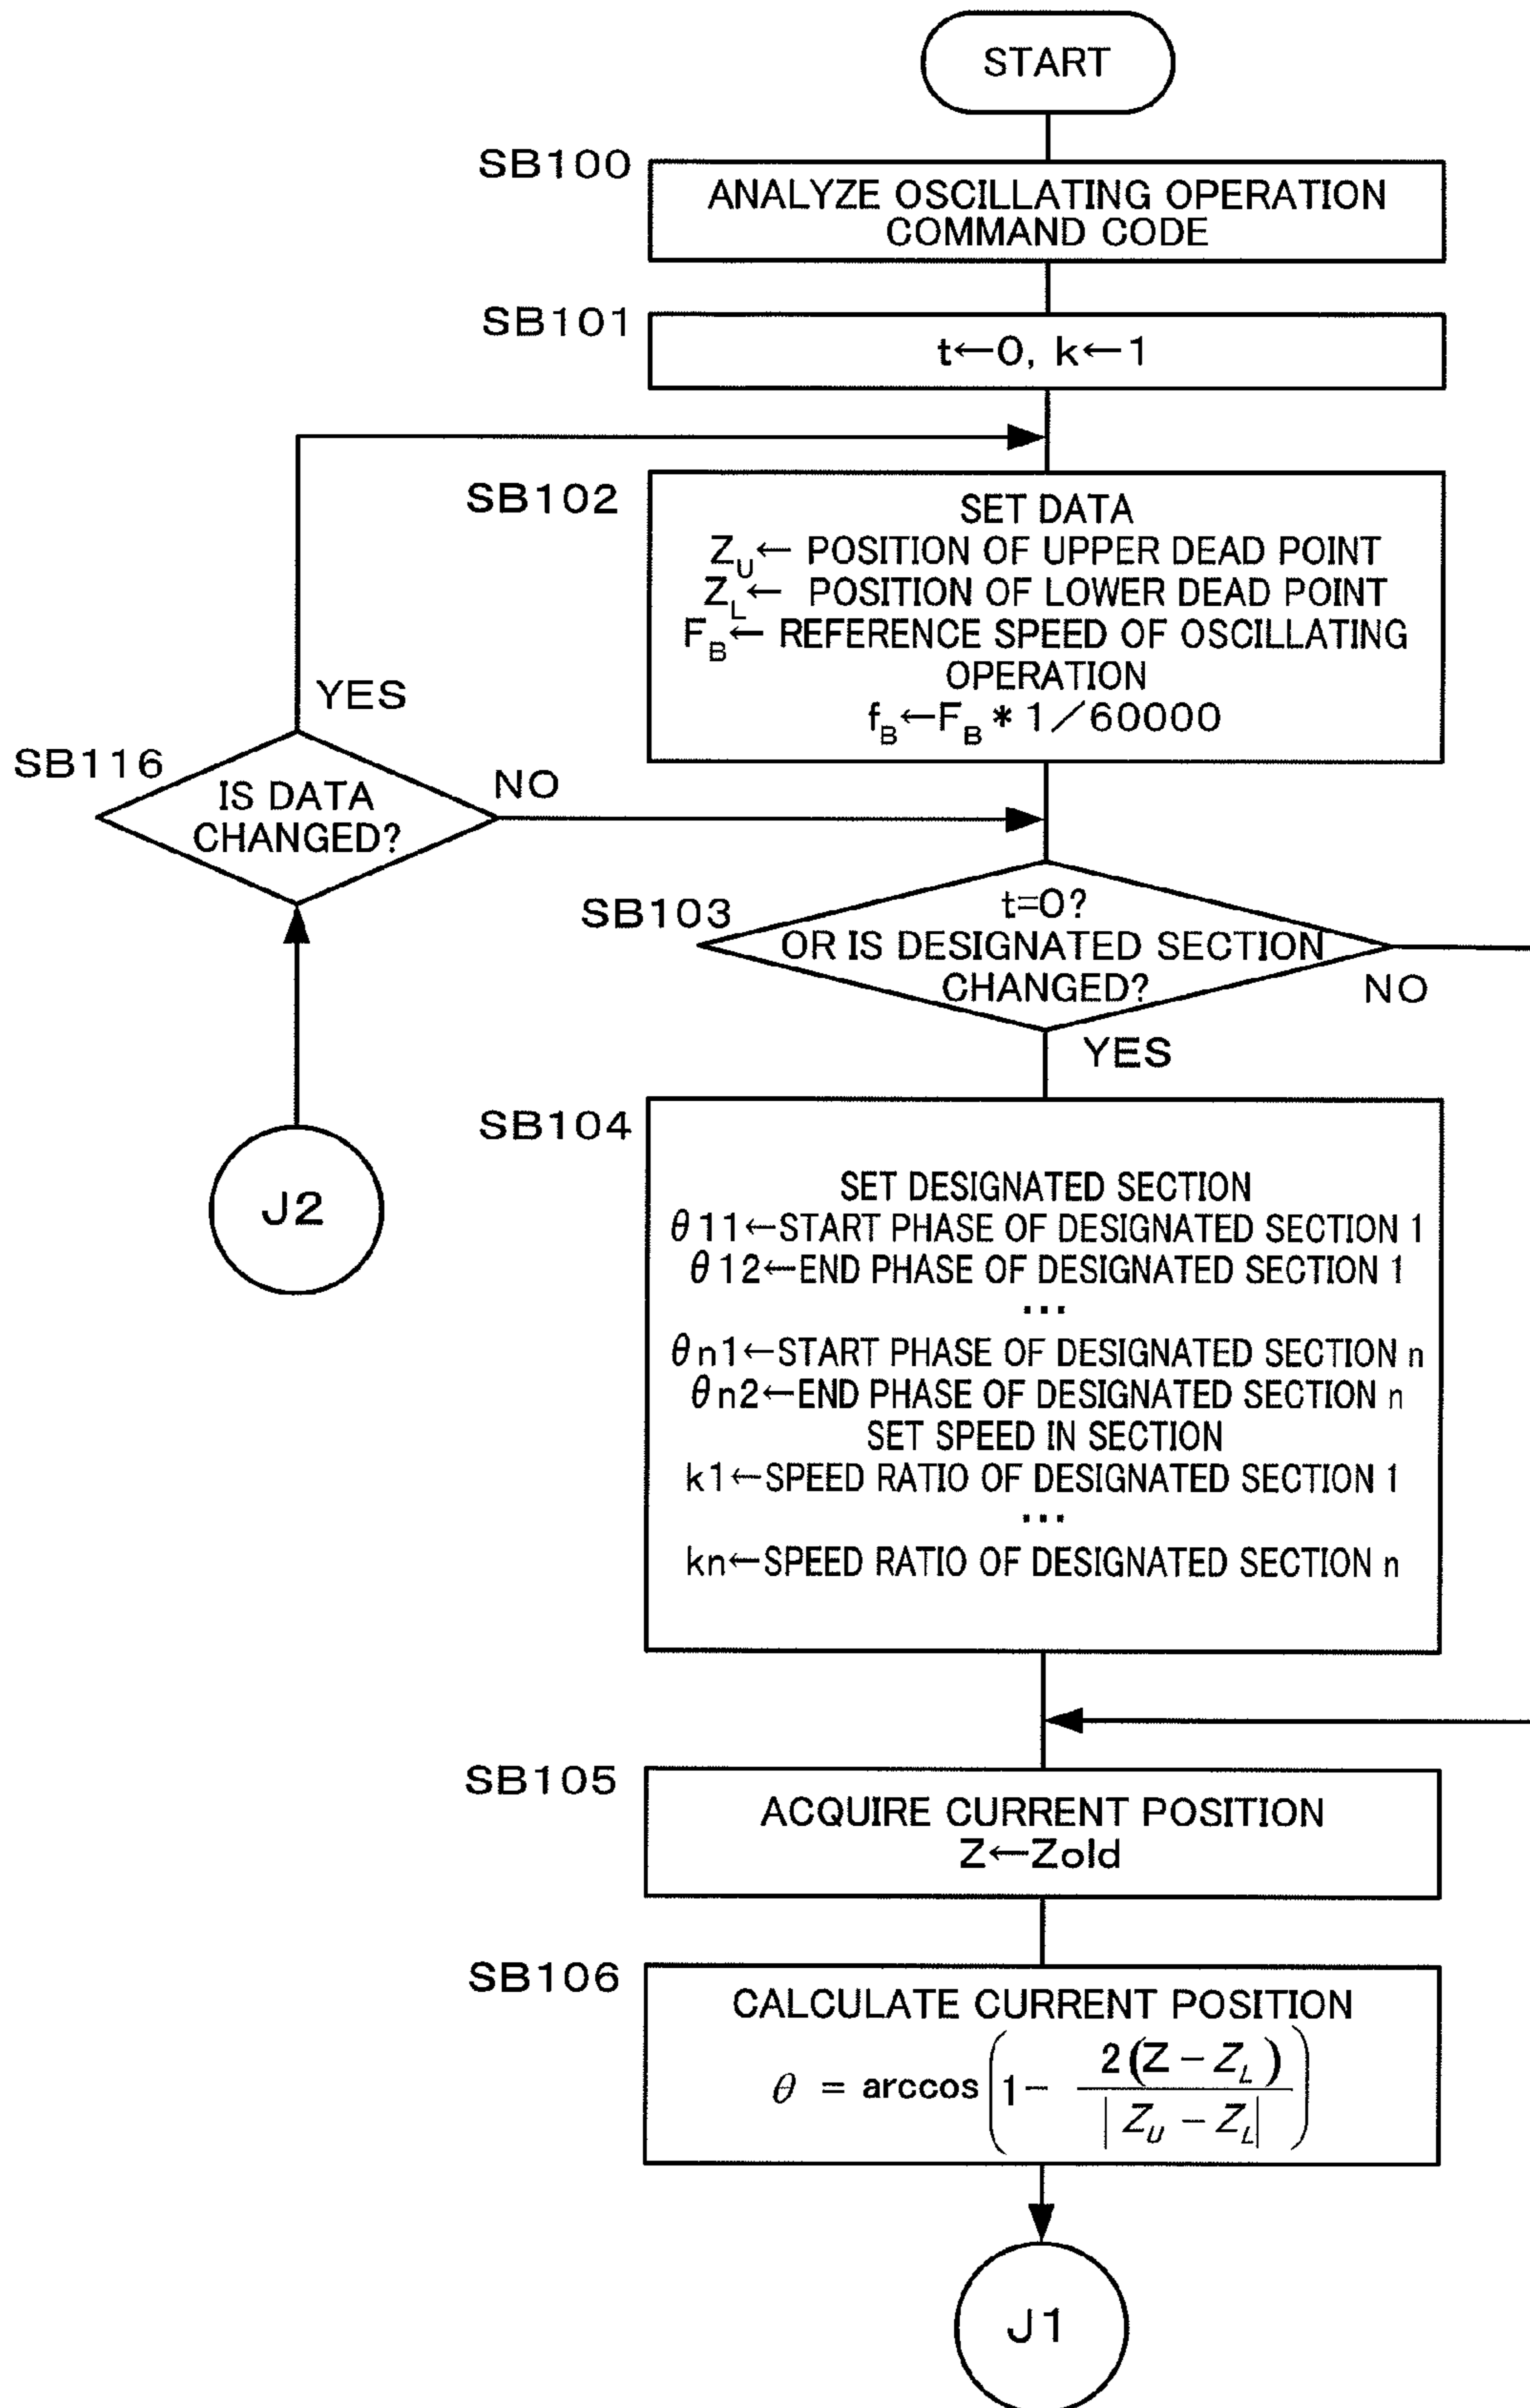 START
SB100
ANALYZE OSCILLATING OPERATION
COMMAND CODE
SB101
t←0, k←1
SB102
SET DATA
Z_U← POSITION OF UPPER DEAD POINT
Z_L← POSITION OF LOWER DEAD POINT
F_B← REFERENCE SPEED OF OSCILLATING
OPERATION
f_B←F_B * 1／60000
YES
SB116
IS DATA
CHANGED?
NO
SB103
t=0?
OR IS DESIGNATED SECTION
CHANGED?
NO
YES
J2
SB104
SET DESIGNATED SECTION
θ11←START PHASE OF DESIGNATED SECTION 1
θ12←END PHASE OF DESIGNATED SECTION 1
...
θn1←START PHASE OF DESIGNATED SECTION n
θn2←END PHASE OF DESIGNATED SECTION n
SET SPEED IN SECTION
k1←SPEED RATIO OF DESIGNATED SECTION 1
...
kn←SPEED RATIO OF DESIGNATED SECTION n
SB105
ACQUIRE CURRENT POSITION
Z←Zold
SB106
CALCULATE CURRENT POSITION
θ = arccos(1 - 2(Z - Z_L) / |Z_U - Z_L|)
J1